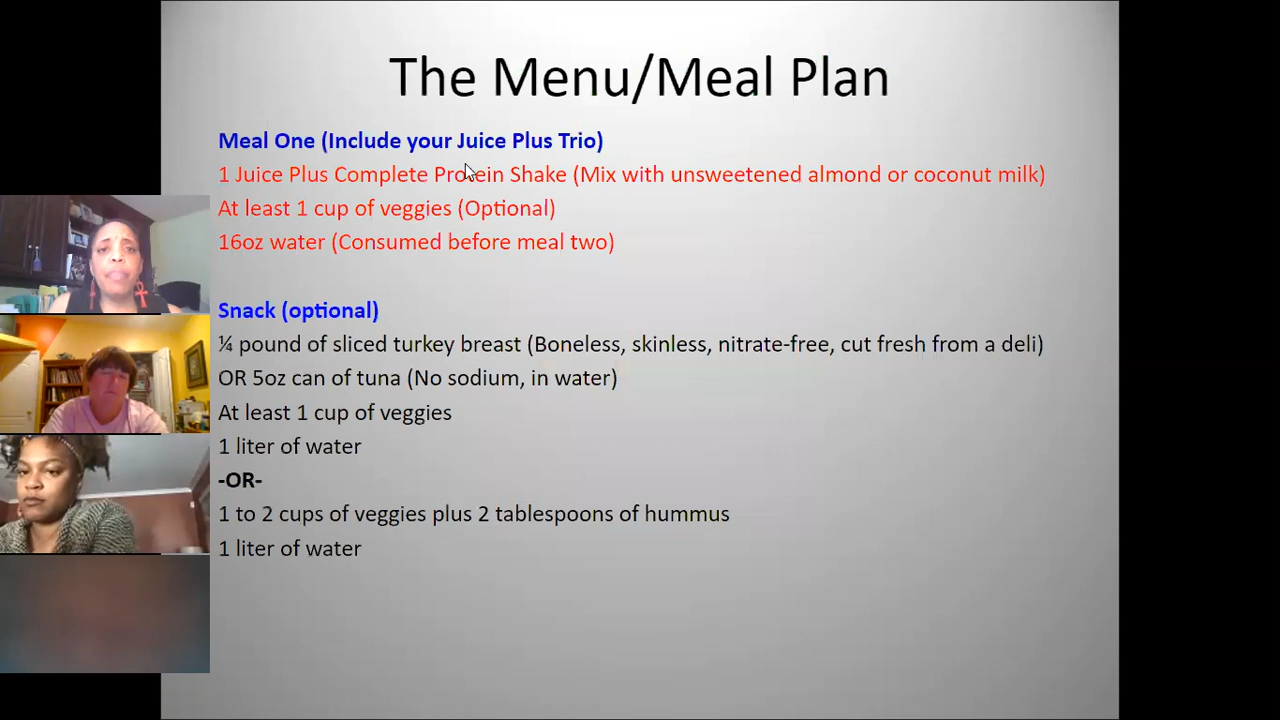 The Menu/Meal Plan
Meal One (Include your Juice Plus Trio)
1 Juice Plus Complete Protein Shake (Mix with unsweetened almond or coconut milk)
At least 1 cup of veggies (Optional)
16oz water (Consumed before meal two)
Snack (optional)
¼ pound of sliced turkey breast (Boneless, skinless, nitrate-free, cut fresh from a deli)
OR 5oz can of tuna (No sodium, in water)
At least 1 cup of veggies
1 liter of water
-OR-
1 to 2 cups of veggies plus 2 tablespoons of hummus
1 liter of water